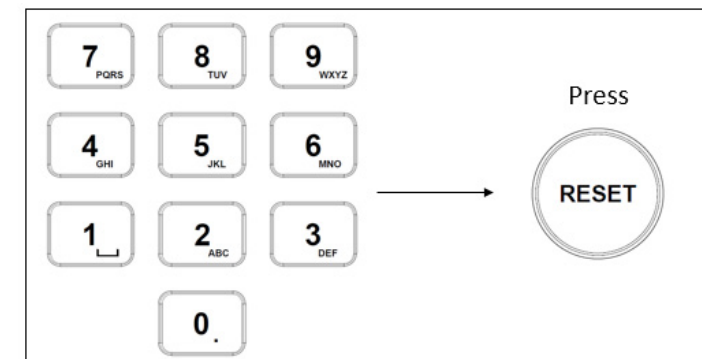 7 PQRS 8 TUV 9 WXYZ
Press
4 GHI 5 JKL 6 MNO
RESET
1 2 ABC 3 DEF
0 .